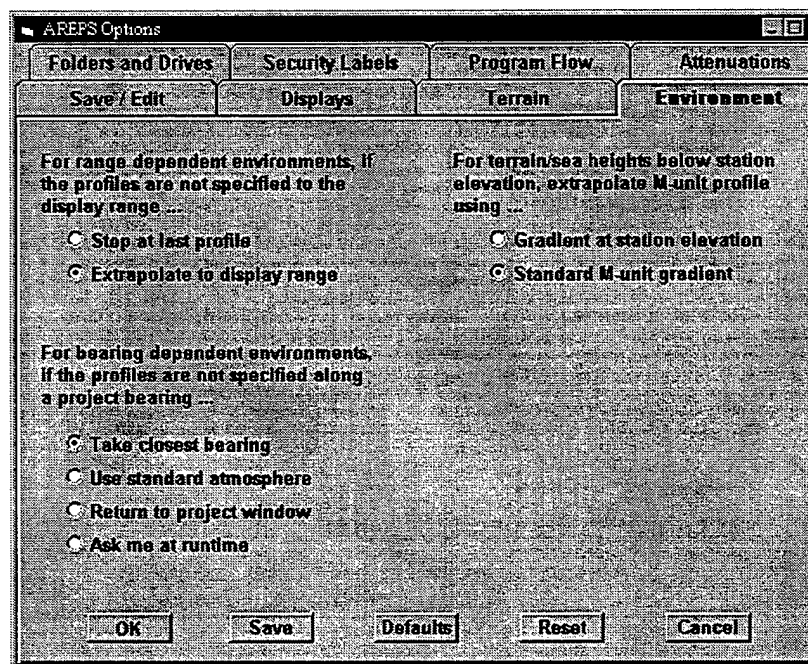 AREPS Options
Folders and Drives
Security Labels
Program Flow
Attenuations
Save / Edit
Displays
Terrain
Environment
For range dependent environments, if
the profiles are not specified to the
display range ...
Stop at last profile
Extrapolate to display range
For terrain/sea heights below station
elevation, extrapolate M-unit profile
using ...
Gradient at station elevation
Standard M-unit gradient
For bearing dependent environments,
if the profiles are not specified along
a project bearing ...
Take closest bearing
Use standard atmosphere
Return to project window
Ask me at runtime
OK
Save
Defaults
Reset
Cancel